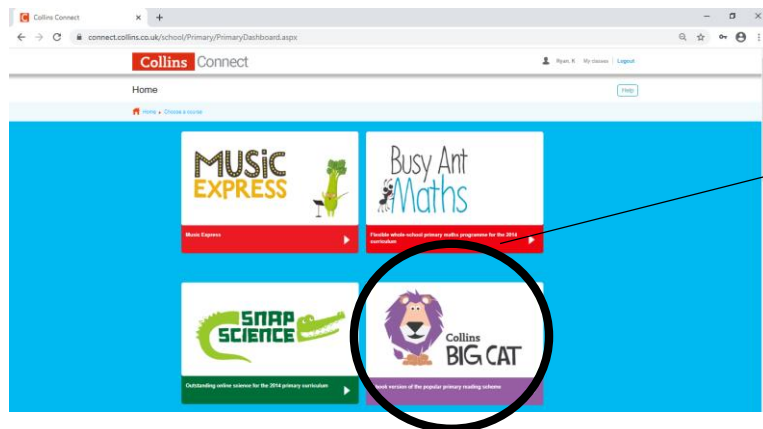 Collins Connect
connect.collins.co.uk/school/Primary/PrimaryDashboard.aspx
Collins Connect
Ryan, K My classes | Logout
Home
Help
Home Choose a course
MUSiC
EXPRESS
Busy Ant
Maths
Music Express
Flexible whole-school primary maths programme for the 2014
curriculum
SNAP
SCIENCE
Collins
BIG CAT
Outstanding online science for the 2014 primary curriculum
book version of the popular primary reading scheme